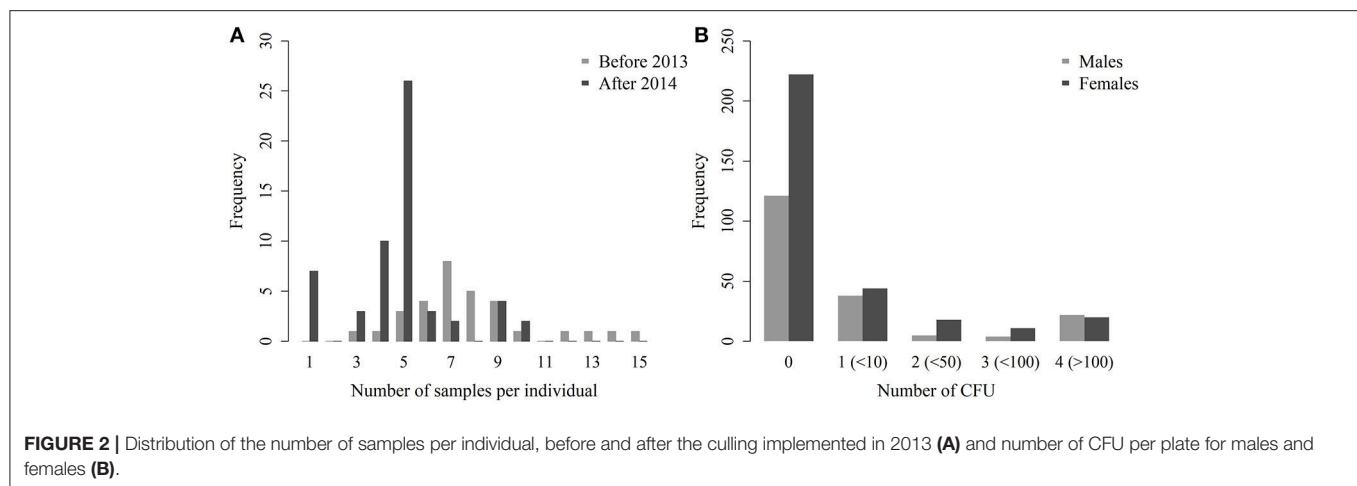 A
30
25
20
15
10
5
0
Frequency
Before 2013
After 2014
1 3 5 7 9 11 13 15
Number of samples per individual
B
250
200
150
100
50
0
Frequency
Males
Females
0 1 (<10) 2 (<50) 3 (<100) 4 (>100)
Number of CFU
FIGURE 2 | Distribution of the number of samples per individual, before and after the culling implemented in 2013 (A) and number of CFU per plate for males and
females (B).